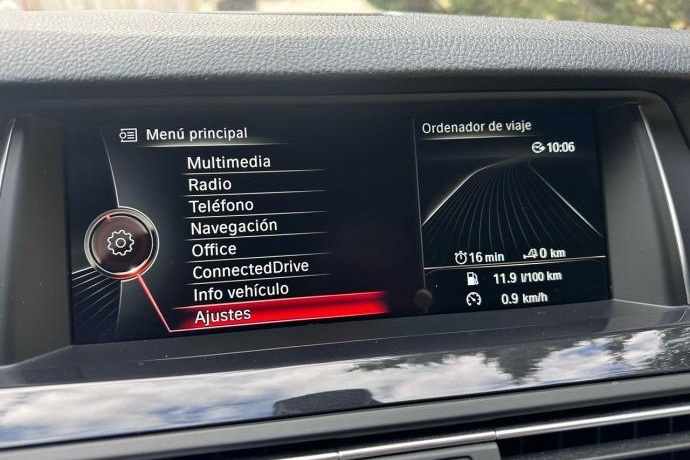 Menú principal
Multimedia
Radio
Teléfono
Navegación
Office
ConnectedDrive
Info vehículo
Ajustes
Ordenador de viaje
10:06
16 min
0 km
11.9 l/100 km
0.9 km/h